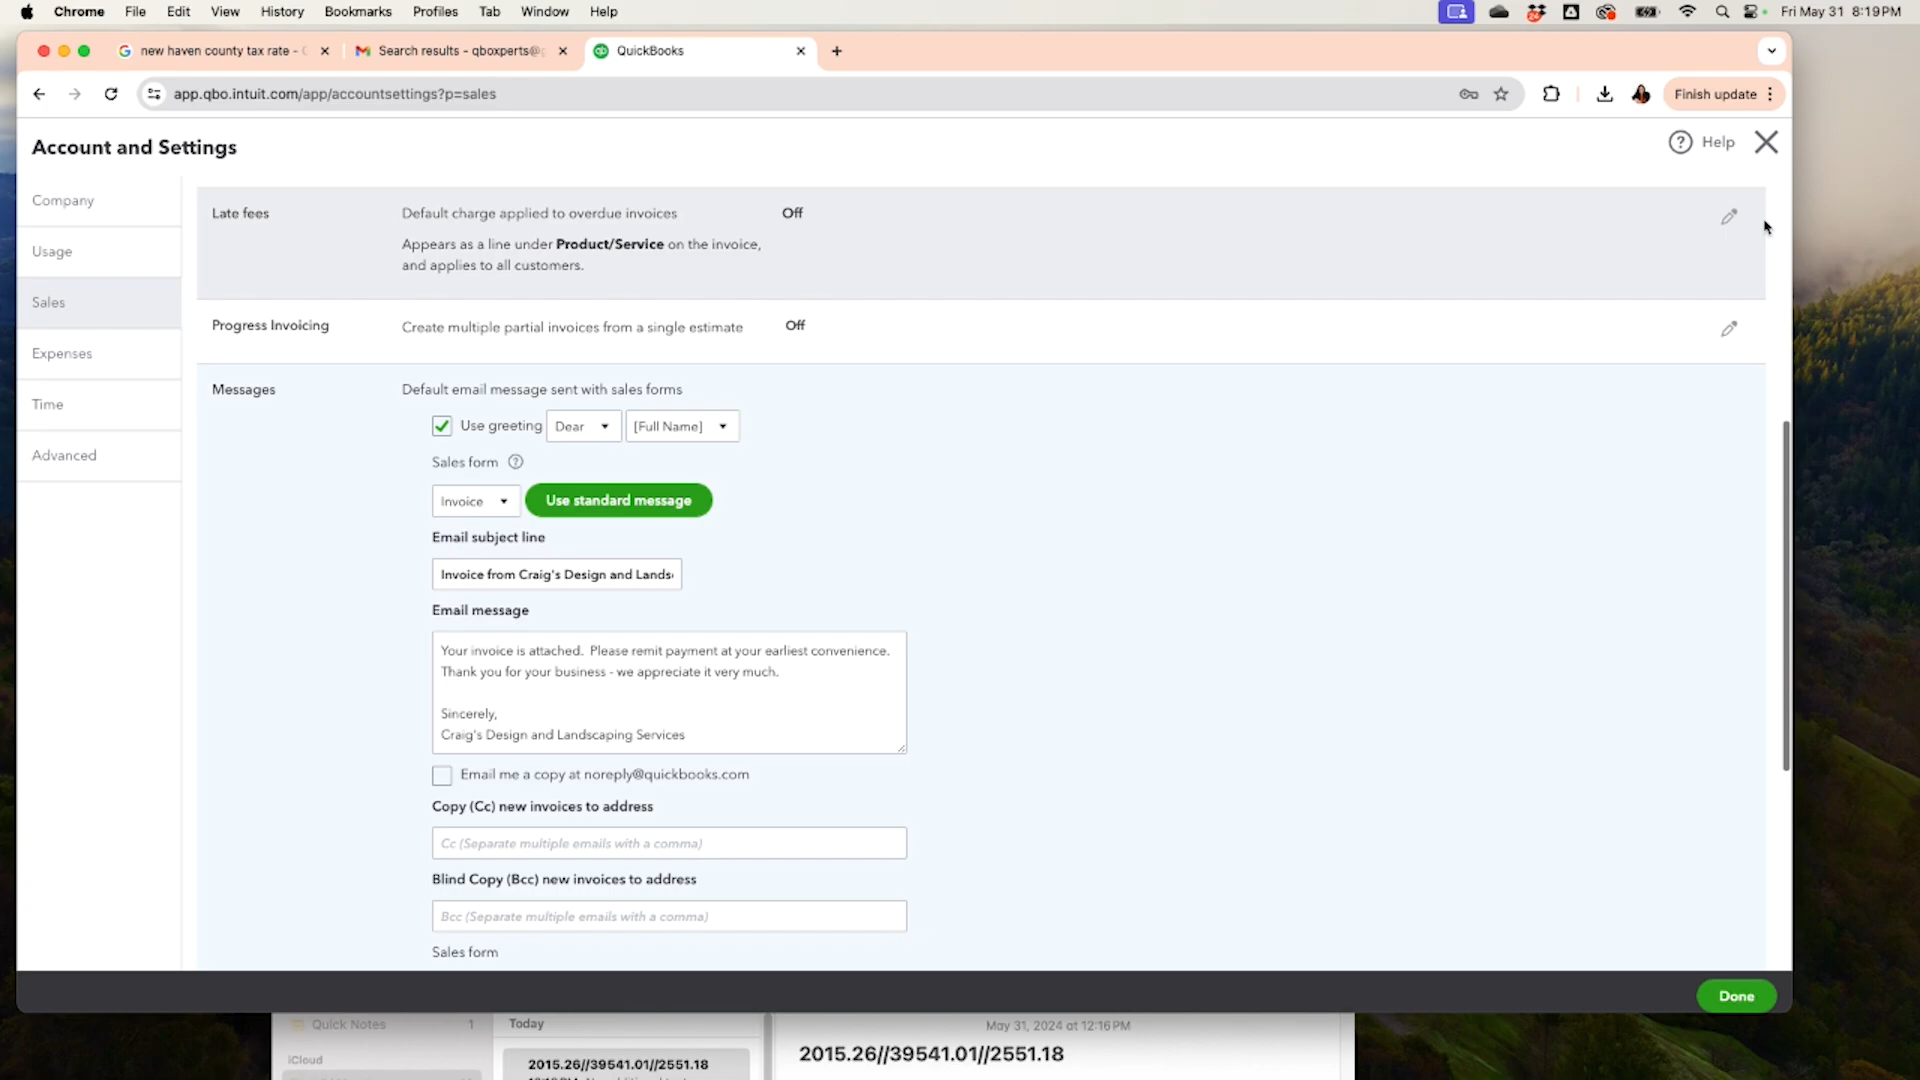 Chrome File Edit View History Bookmarks Profiles Tab Window Help
Fri May 31 8:19 PM
new haven county tax rate -
Search results - qboxperts@
QuickBooks
app.qbo.intuit.com/app/accountsettings?p=sales
Finish update
Account and Settings
Help
Company
Usage
Sales
Expenses
Time
Advanced
Late fees
Default charge applied to overdue invoices
Off
Appears as a line under Product/Service on the invoice,
and applies to all customers.
Progress Invoicing
Create multiple partial invoices from a single estimate
Off
Messages
Default email message sent with sales forms
Use greeting Dear [Full Name]
Sales form
Invoice Use standard message
Email subject line
Invoice from Craig's Design and Lands
Email message
Your invoice is attached. Please remit payment at your earliest convenience.
Thank you for your business - we appreciate it very much.
Sincerely,
Craig's Design and Landscaping Services
Email me a copy at noreply@quickbooks.com
Copy (Cc) new invoices to address
Cc (Separate multiple emails with a comma)
Blind Copy (Bcc) new invoices to address
Bcc (Separate multiple emails with a comma)
Sales form
Done
Quick Notes 1
iCloud
Today
2015.26//39541.01//2551.18
May 31, 2024 at 12:16 PM
2015.26//39541.01//2551.18